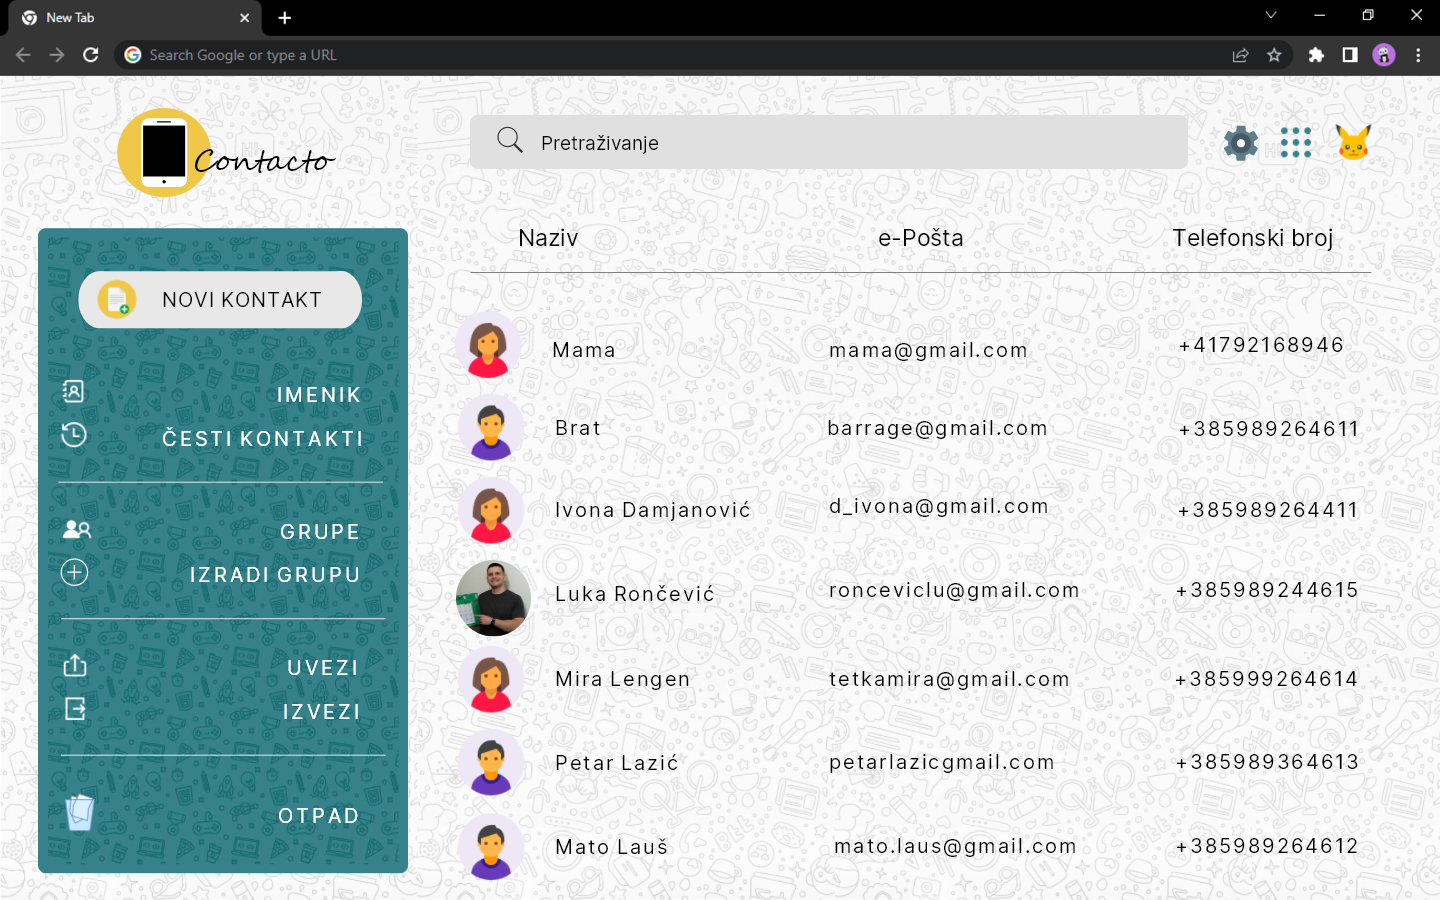 New Tab
Search Google or type a URL
Contacto
Pretraživanje
Naziv e-Pošta Telefonski broj
NOVI KONTAKT
IMENIK
ČESTI KONTAKTI
GRUPE
IZRADI GRUPU
UVEZI
IZVEZI
OTPAD
Mama mama@gmail.com +41792168946
Brat barrage@gmail.com +385989264611
Ivona Damjanović d_ivona@gmail.com +385989264411
Luka Rončević ronceviclu@gmail.com +385989244615
Mira Lengen tetkamira@gmail.com +385999264614
Petar Lazić petarlazicgmail.com +385989364613
Mato Lauš mato.laus@gmail.com +385989264612